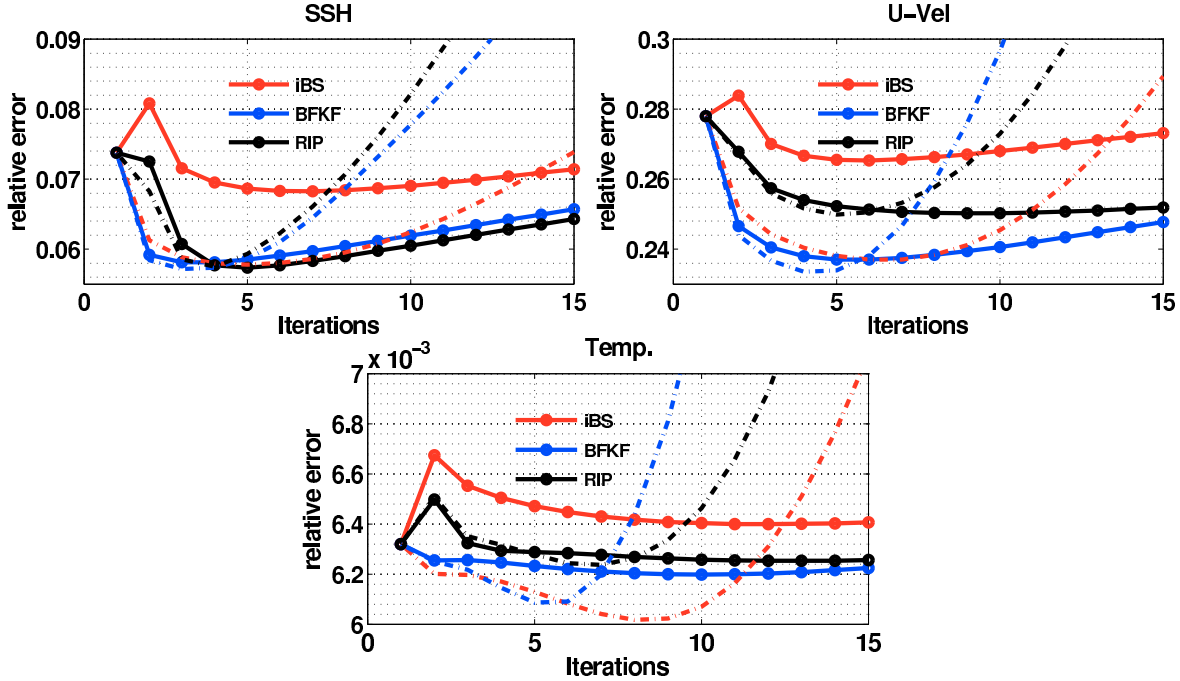 SSH
0.09
0.08
0.07
0.06
relative error
iBS
BFKF
RIP
0
5
10
15
Iterations
U-Vel
0.3
0.28
0.26
0.24
relative error
iBS
BFKF
RIP
0
5
10
15
Iterations
Temp.
x 10⁻³
7
6.8
6.6
6.4
6.2
6
relative error
iBS
BFKF
RIP
0
5
10
15
Iterations